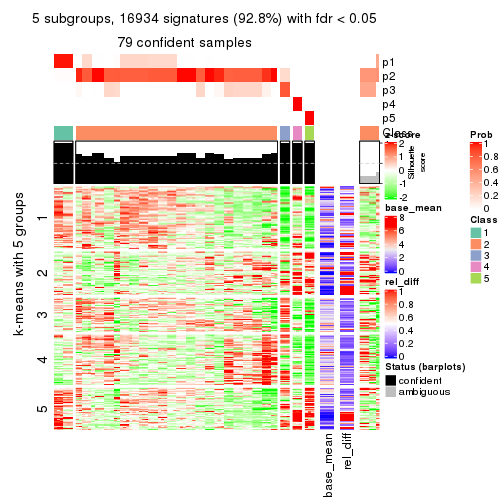 5 subgroups, 16934 signatures (92.8%) with fdr < 0.05
79 confident samples
p1
p2
p3
p4
p5
Class
Silhouette
score
k-means with 5 groups
1
2
3
4
5
base_mean
rel_diff
z-score
2
1
0
-1
-2
base_mean
8
6
4
2
0
rel_diff
1
0.8
0.6
0.4
0.2
0
Status (barplots)
confident
ambiguous
Prob
1
0.8
0.6
0.4
0.2
0
Class
1
2
3
4
5